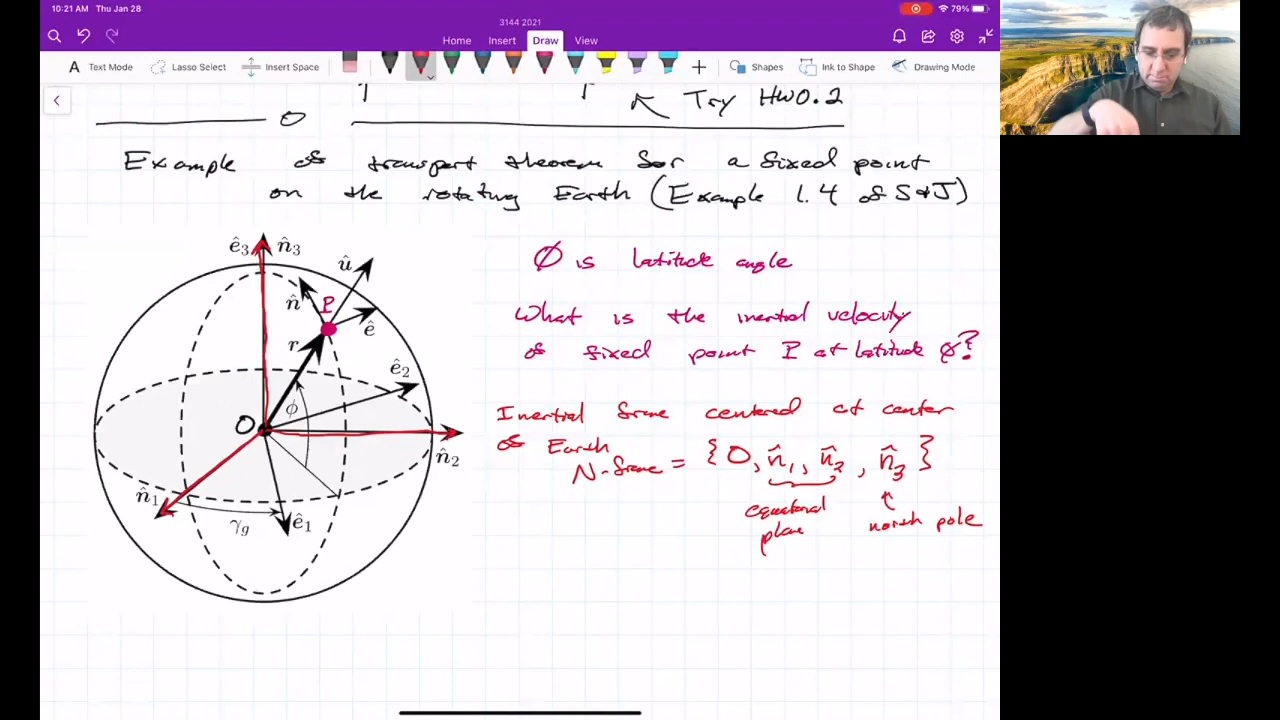 10:21 AM Thu Jan 28
79%
3144 2021
Home Insert Draw View
Text Mode Lasso Select Insert Space Shapes Ink to Shape Drawing Mode
Try HW0.2
Example of transport theorem for a fixed point
on the rotating Earth (Example 1.4 of S&J)
ê₃ n̂₃
û
n̂ P
ê
r
ê₂
ϕ
O
n̂₂
n̂₁
ê₁
γg
Ø is latitude angle
What is the inertial velocity
of fixed point P at latitude ϕ?
Inertial frame centered at center
of Earth
N-frame = {O, n̂₁, n̂₂, n̂₃}
equatorial
plane
north pole